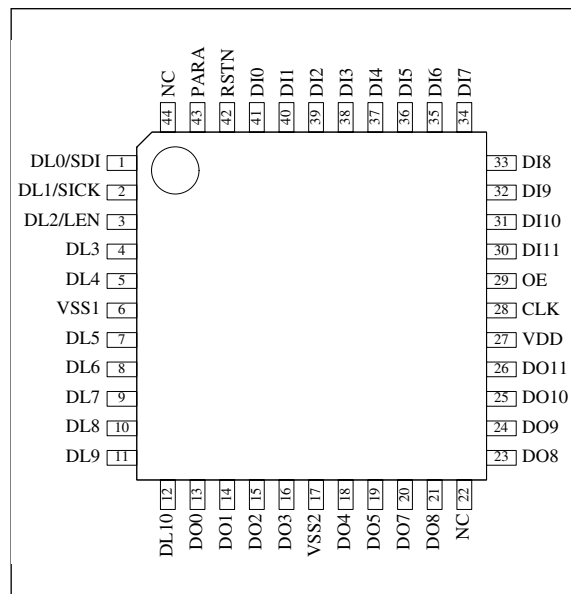 NC
PARA
RSTN
DI0
DI1
DI2
DI3
DI4
DI5
DI6
DI7
44
43
42
41
40
39
38
37
36
35
34
DL0/SDI 1
DL1/SICK 2
DL2/LEN 3
DL3 4
DL4 5
VSS1 6
DL5 7
DL6 8
DL7 9
DL8 10
DL9 11
33 DI8
32 DI9
31 DI10
30 DI11
29 OE
28 CLK
27 VDD
26 DO11
25 DO10
24 DO9
23 DO8
12
13
14
15
16
17
18
19
20
21
22
DL10
DO0
DO1
DO2
DO3
VSS2
DO4
DO5
DO7
DO8
NC